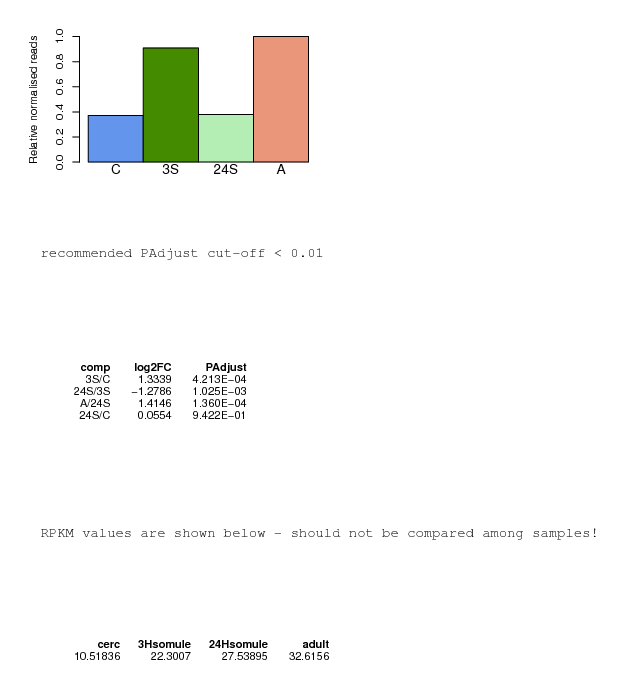 Relative normalised reads
1.0
0.8
0.6
0.4
0.2
0.0
C 3S 24S A
recommended PAdjust cut-off < 0.01
comp log2FC PAdjust
3S/C 1.3339 4.213E-04
24S/3S -1.2786 1.025E-03
A/24S 1.4146 1.360E-04
24S/C 0.0554 9.422E-01
RPKM values are shown below - should not be compared among samples!
cerc 3Hsomule 24Hsomule adult
10.51836 22.3007 27.53895 32.6156